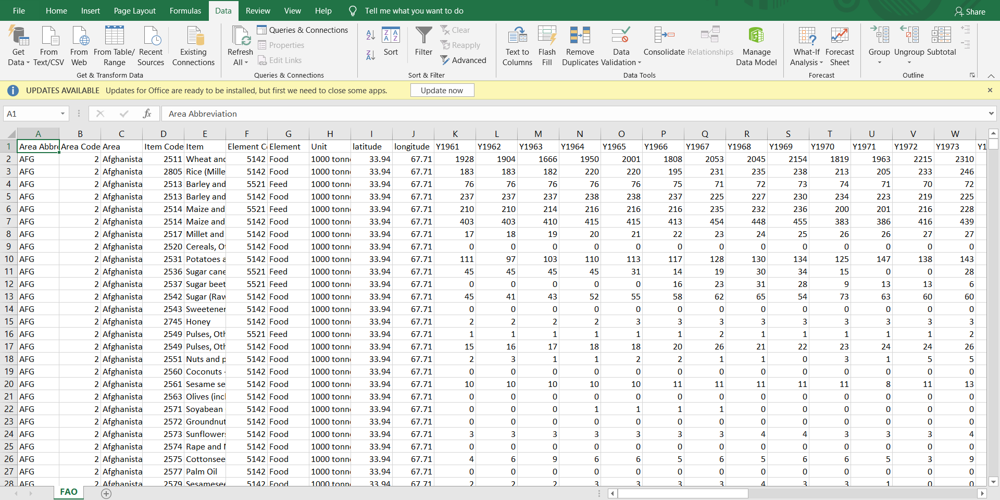 File Home Insert Page Layout Formulas Data Review View Help Tell me what you want to do Share
Get Data From Text/CSV From Web From Table/ Range Recent Sources Existing Connections Refresh All Queries & Connections Properties Edit Links Sort Filter Clear Reapply Advanced Text to Columns Flash Fill Remove Duplicates Data Validation Consolidate Relationships Manage Data Model What-If Analysis Forecast Sheet Group Ungroup Subtotal
Get & Transform Data Queries & Connections Sort & Filter Data Tools Forecast Outline
UPDATES AVAILABLE Updates for Office are ready to be installed, but first we need to close some apps. Update now
A1 fx Area Abbreviation
A B C D E F G H I J K L M N O P Q R S T U V W
1 Area Abbre Area Code Area Item Code Item Element Co Element Unit latitude longitude Y1961 Y1962 Y1963 Y1964 Y1965 Y1966 Y1967 Y1968 Y1969 Y1970 Y1971 Y1972 Y1973 Y1
2 AFG 2 Afghanista 2511 Wheat and 5142 Food 1000 tonn 33.94 67.71 1928 1904 1666 1950 2001 1808 2053 2045 2154 1819 1963 2215 2310
3 AFG 2 Afghanista 2805 Rice (Mille 5142 Food 1000 tonn 33.94 67.71 183 183 182 220 220 195 231 235 238 213 205 233 246
4 AFG 2 Afghanista 2513 Barley and 5521 Feed 1000 tonn 33.94 67.71 76 76 76 76 76 75 71 72 73 74 71 70 72
5 AFG 2 Afghanista 2513 Barley and 5142 Food 1000 tonn 33.94 67.71 237 237 237 238 238 237 225 227 230 234 223 219 225
6 AFG 2 Afghanista 2514 Maize and 5521 Feed 1000 tonn 33.94 67.71 210 210 214 216 216 216 235 232 236 200 201 216 228
7 AFG 2 Afghanista 2514 Maize and 5142 Food 1000 tonn 33.94 67.71 403 403 410 415 415 413 454 448 455 383 386 416 439
8 AFG 2 Afghanista 2517 Millet and 5142 Food 1000 tonn 33.94 67.71 17 18 19 20 21 22 23 24 25 26 26 27 27
9 AFG 2 Afghanista 2520 Cereals, Ot 5142 Food 1000 tonn 33.94 67.71 0 0 0 0 0 0 0 0 0 0 0 0 0
10 AFG 2 Afghanista 2531 Potatoes a 5142 Food 1000 tonn 33.94 67.71 111 97 103 110 113 117 128 130 134 125 147 138 143
11 AFG 2 Afghanista 2536 Sugar cane 5521 Feed 1000 tonn 33.94 67.71 45 45 45 45 31 14 19 30 34 15 0 0 28
12 AFG 2 Afghanista 2537 Sugar beet 5521 Feed 1000 tonn 33.94 67.71 0 0 0 0 0 16 23 31 28 9 13 13 6
13 AFG 2 Afghanista 2542 Sugar (Raw 5142 Food 1000 tonn 33.94 67.71 45 41 43 52 55 58 62 65 54 73 63 60 60
14 AFG 2 Afghanista 2543 Sweetener 5142 Food 1000 tonn 33.94 67.71 0 0 0 0 0 0 0 0 0 0 0 0 0
15 AFG 2 Afghanista 2745 Honey 5142 Food 1000 tonn 33.94 67.71 2 2 2 2 3 3 3 3 3 3 3 3 3
16 AFG 2 Afghanista 2549 Pulses, Oth 5521 Feed 1000 tonn 33.94 67.71 1 1 1 1 1 1 2 1 1 1 1 1 2
17 AFG 2 Afghanista 2549 Pulses, Oth 5142 Food 1000 tonn 33.94 67.71 15 16 17 18 18 20 26 21 22 23 24 24 26
18 AFG 2 Afghanista 2551 Nuts and p 5142 Food 1000 tonn 33.94 67.71 2 3 1 1 2 2 1 1 0 3 1 5 5
19 AFG 2 Afghanista 2560 Coconuts - 5142 Food 1000 tonn 33.94 67.71 0 0 0 0 0 0 0 0 0 0 0 0 0
20 AFG 2 Afghanista 2561 Sesame se 5142 Food 1000 tonn 33.94 67.71 10 10 10 10 10 11 11 11 11 11 8 11 13
21 AFG 2 Afghanista 2563 Olives (incl 5142 Food 1000 tonn 33.94 67.71 0 0 0 0 0 0 0 0 0 0 0 0 0
22 AFG 2 Afghanista 2571 Soyabean 5142 Food 1000 tonn 33.94 67.71 0 0 0 1 1 1 1 0 0 0 0 0 0
23 AFG 2 Afghanista 2572 Groundnut 5142 Food 1000 tonn 33.94 67.71 0 0 0 0 0 0 0 0 0 0 0 0 0
24 AFG 2 Afghanista 2573 Sunflower 5142 Food 1000 tonn 33.94 67.71 3 3 3 3 3 3 3 4 4 3 3 3 4
25 AFG 2 Afghanista 2574 Rape and M 5142 Food 1000 tonn 33.94 67.71 0 0 0 0 0 0 0 0 0 0 0 0 0
26 AFG 2 Afghanista 2575 Cottonsee 5142 Food 1000 tonn 33.94 67.71 4 6 9 6 6 5 6 5 6 6 5 3 9
27 AFG 2 Afghanista 2577 Palm Oil 5142 Food 1000 tonn 33.94 67.71 0 0 0 0 0 0 0 0 0 0 0 0 0
28 AFG 2 Afghanista 2579 Sesamesee 5142 Food 1000 tonn 33.94 67.71 2 2 2 3 3 3 3 4 3 3 1 0 0
FAO